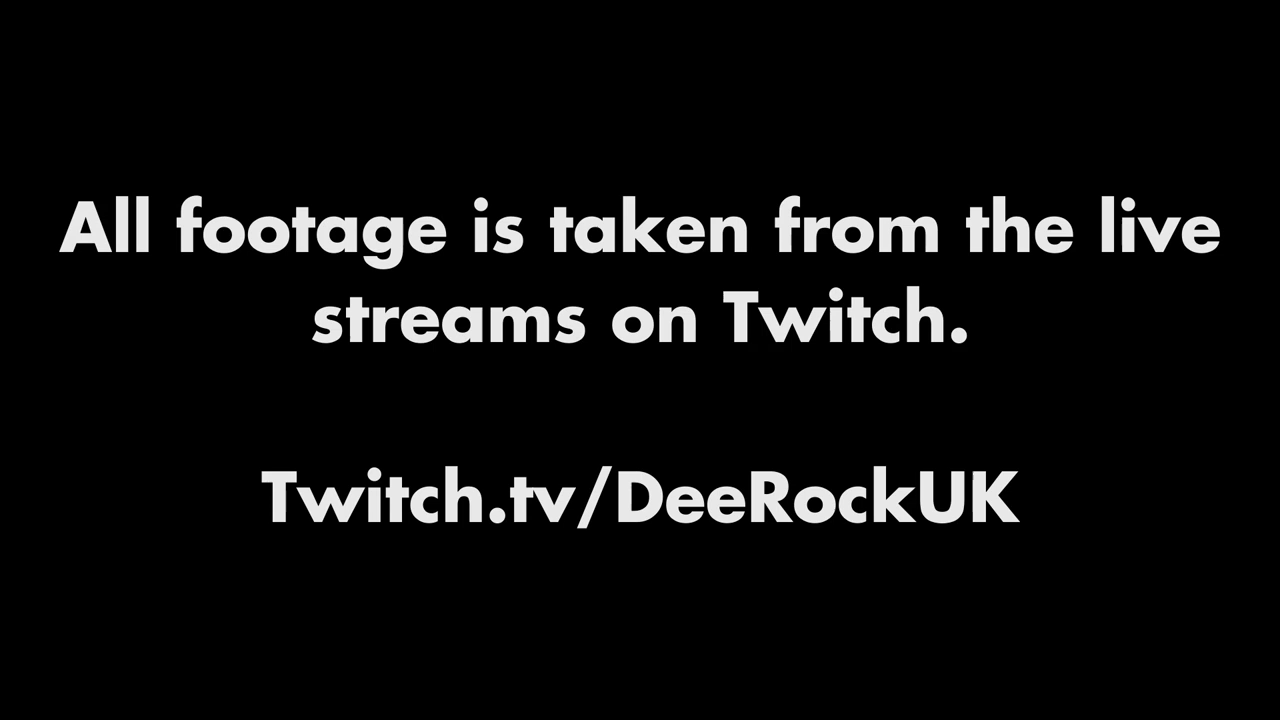 All footage is taken from the live
streams on Twitch.
Twitch.tv/DeeRockUK